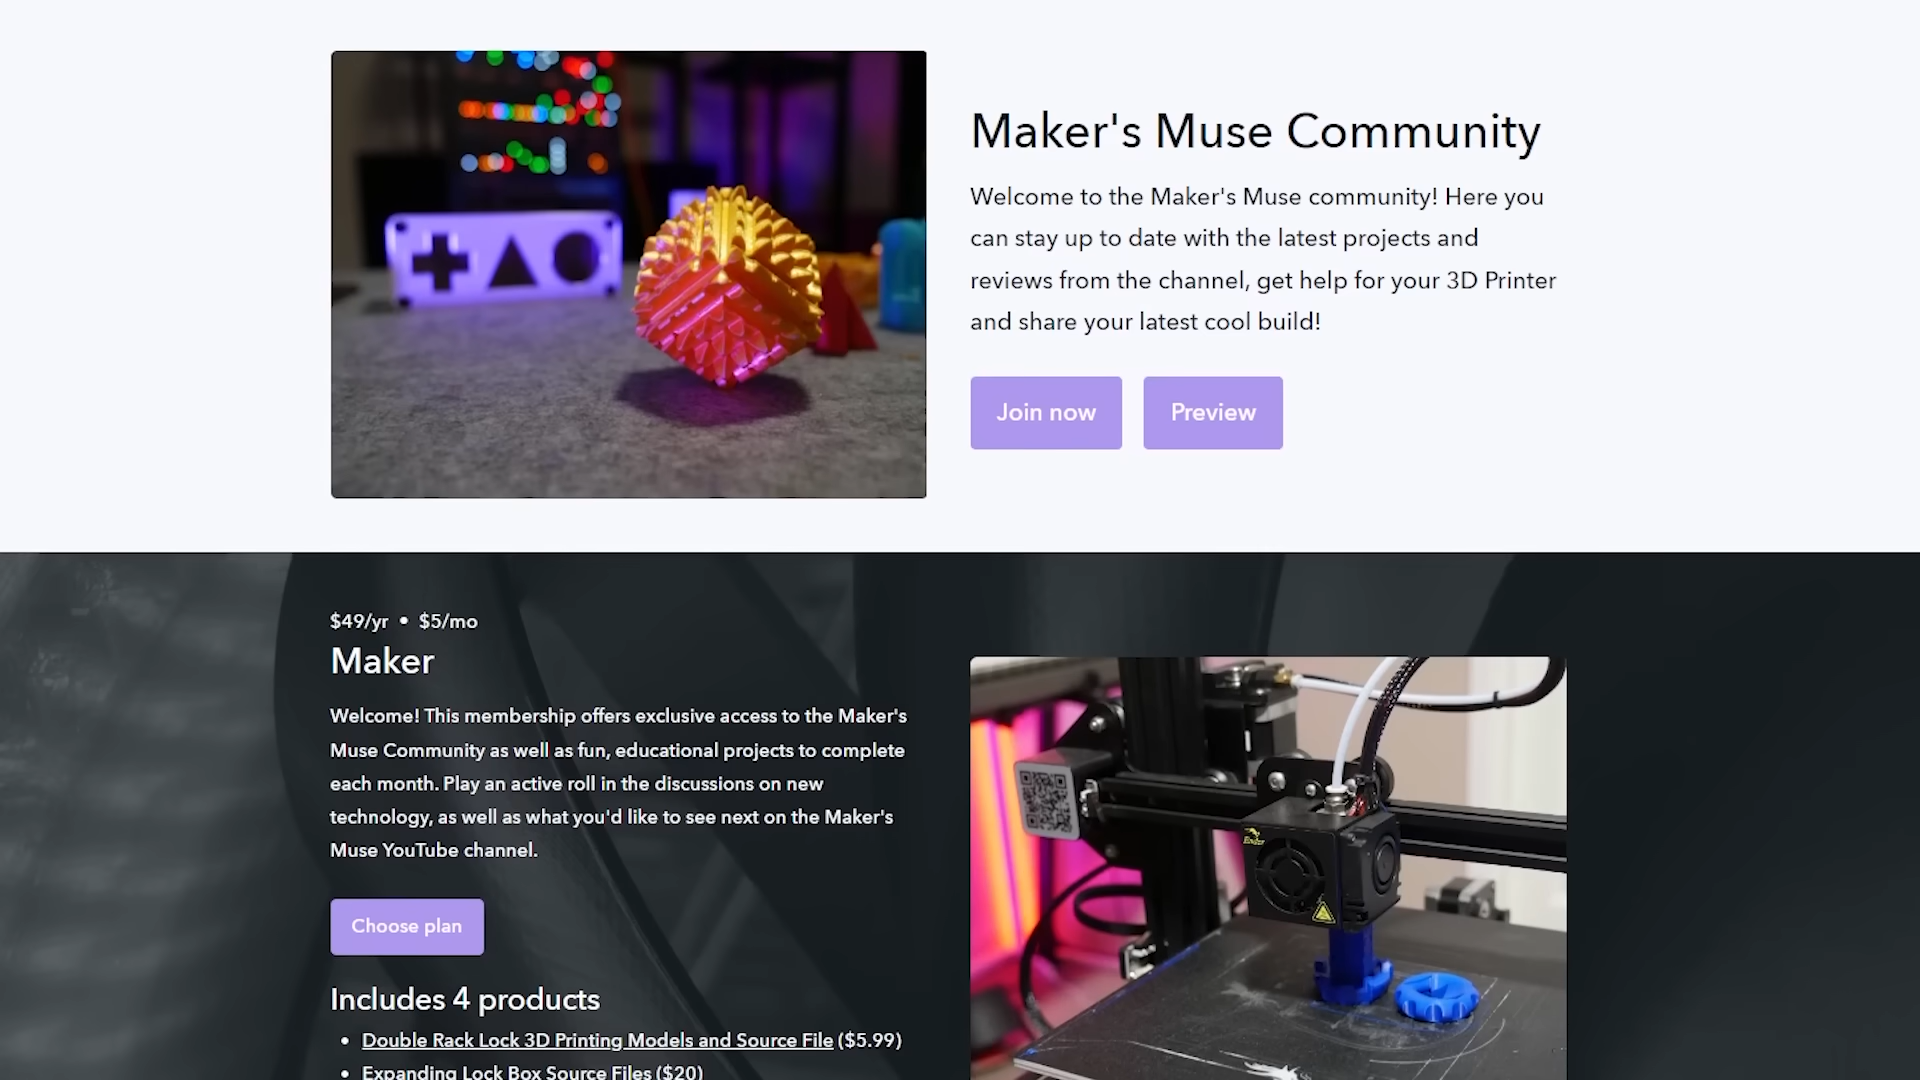 Maker's Muse Community
Welcome to the Maker's Muse community! Here you
can stay up to date with the latest projects and
reviews from the channel, get help for your 3D Printer
and share your latest cool build!
Join now
Preview
$49/yr • $5/mo
Maker
Welcome! This membership offers exclusive access to the Maker's
Muse Community as well as fun, educational projects to complete
each month. Play an active roll in the discussions on new
technology, as well as what you'd like to see next on the Maker's
Muse YouTube channel.
Choose plan
Includes 4 products
• Double Rack Lock 3D Printing Models and Source File ($5.99)
• Expanding Lock Box Source Files ($20)
Ender